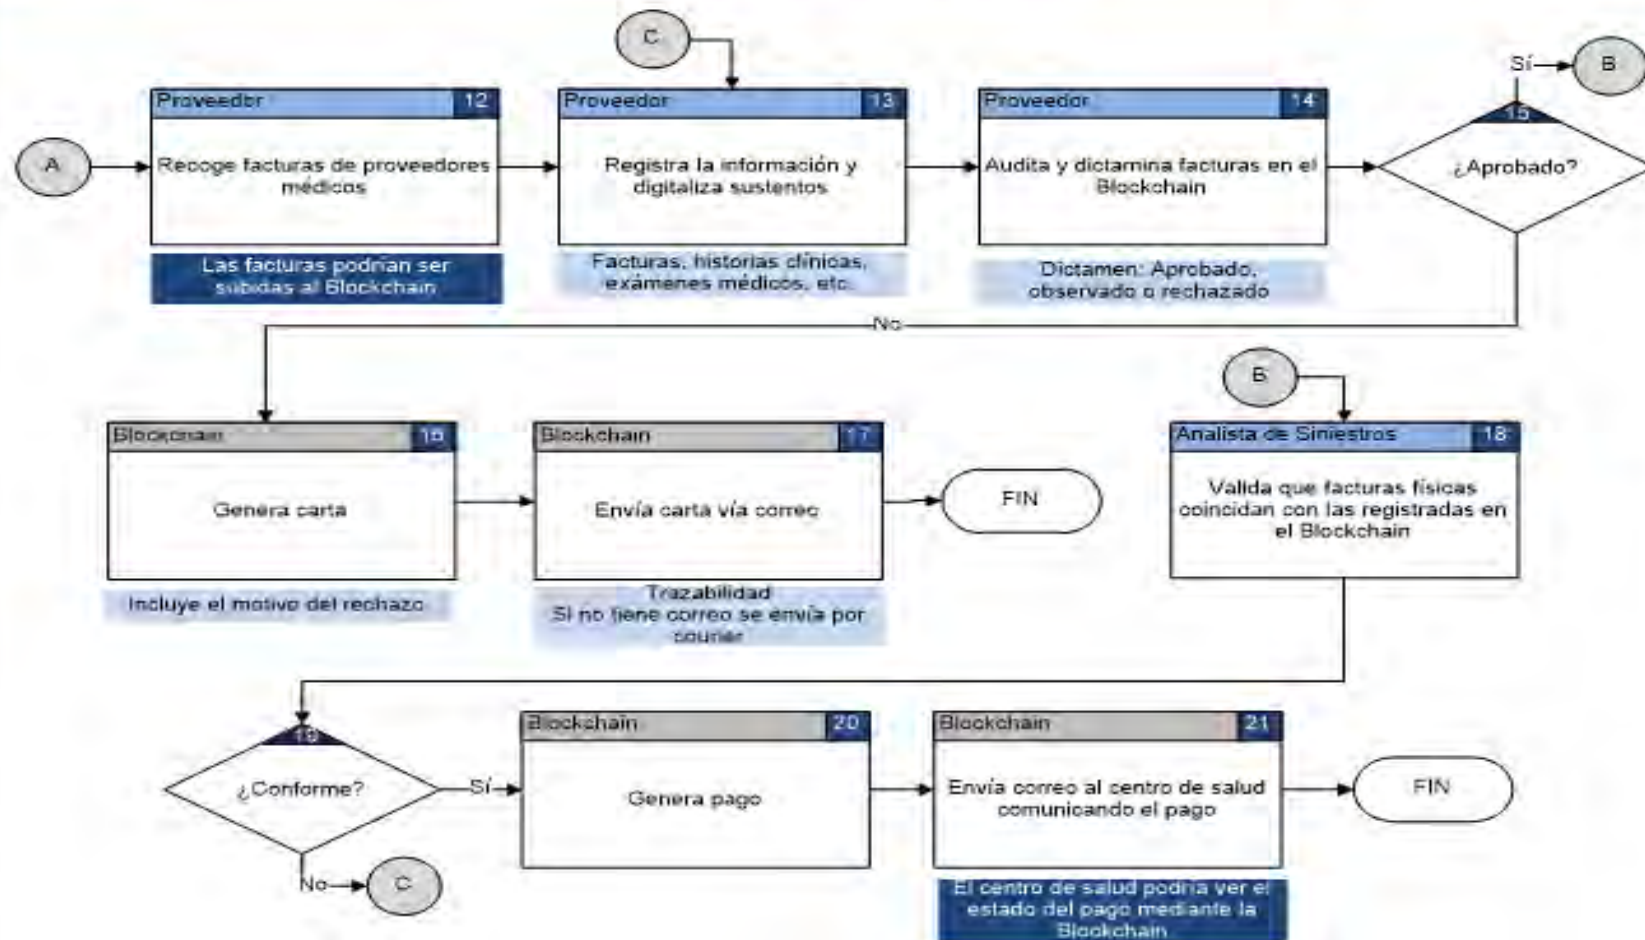 C
Sí
B
Proveedor
12
Recoge facturas de proveedores
médicos
Las facturas podrían ser
subidas al Blockchain
A
Proveedor
13
Registra la información y
digitaliza sustentos
Facturas, historias clínicas,
exámenes médicos, etc.
Proveedor
14
Audita y dictamina facturas en el
Blockchain
Dictamen: Aprobado,
observado o rechazado
15
¿Aprobado?
No
B
Blockchain
16
Genera carta
Incluye el motivo del rechazo
Blockchain
17
Envía carta vía correo
Trazabilidad
Si no tiene correo se envía por
courier
FIN
Analista de Siniestros
18
Valida que facturas físicas
coincidan con las registradas en
el Blockchain
19
¿Conforme?
Sí
No
C
Blockchain
20
Genera pago
Blockchain
21
Envía correo al centro de salud
comunicando el pago
El centro de salud podría ver el
estado del pago mediante la
Blockchain
FIN